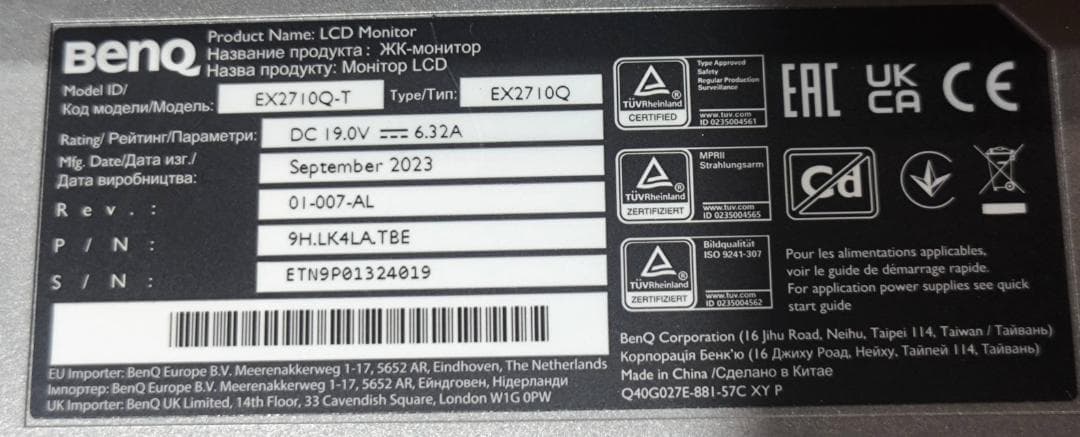 BenQ
Product Name: LCD Monitor
Название продукта : ЖК-монитор
Назва продукту: Монітор LCD
Model ID/
Код модели/Модель:
EX2710Q-T
Type/Тип:
EX2710Q
Rating/ Рейтинг/Параметри:
DC 19.0V ⎓ 6.32A
Mfg. Date/Дата изг./
Дата виробництва:
September 2023
Rev.:
01-007-AL
P/N:
9H.LK4LA.TBE
S/N:
ETN9P01324019
EU Importer: BenQ Europe B.V. Meerenakkerweg 1-17, 5652 AR, Eindhoven, The Netherlands
Імпортер: BenQ Europe B.V. Meerenakkerweg 1-17, 5652 AR, Ейндговен, Нідерланди
UK Importer: BenQ UK Limited, 14th Floor, 33 Cavendish Square, London W1G 0PW
TÜVRheinland
CERTIFIED
Type Approved
Safety
Regular Production
Surveillance
www.tuv.com
ID 0235004561
TÜVRheinland
ZERTIFIZIERT
MPRII
Strahlungsarm
www.tuv.com
ID 0235004565
TÜVRheinland
ZERTIFIZIERT
Bildqualität
ISO 9241-307
www.tuv.com
ID 0235004562
EAC
UK
CA
CE
Cd
Pour les alimentations applicables,
voir le guide de démarrage rapide.
For application power supplies see quick
start guide
BenQ Corporation (16 Jihu Road, Neihu, Taipei 114, Taiwan / Тайвань)
Корпорація Бенк'ю (16 Джиху Роад, Нейху, Тайпей 114, Тайвань)
Made in China /Сделано в Китае
Q40G027E-881-57C XY P